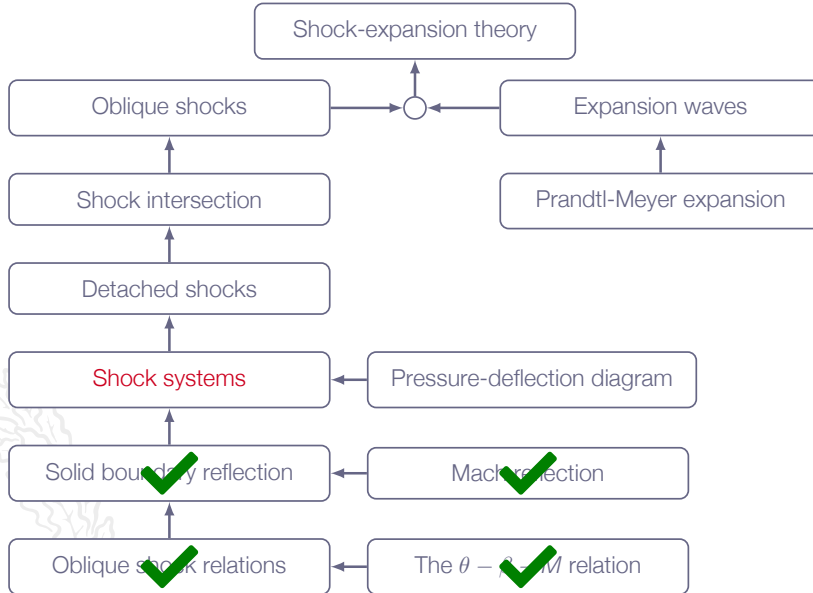 Shock-expansion theory
Oblique shocks
Expansion waves
Shock intersection
Prandtl-Meyer expansion
Detached shocks
Shock systems
Pressure-deflection diagram
Solid boundary reflection
Mach reflection
Oblique shock relations
The θ − β − M relation